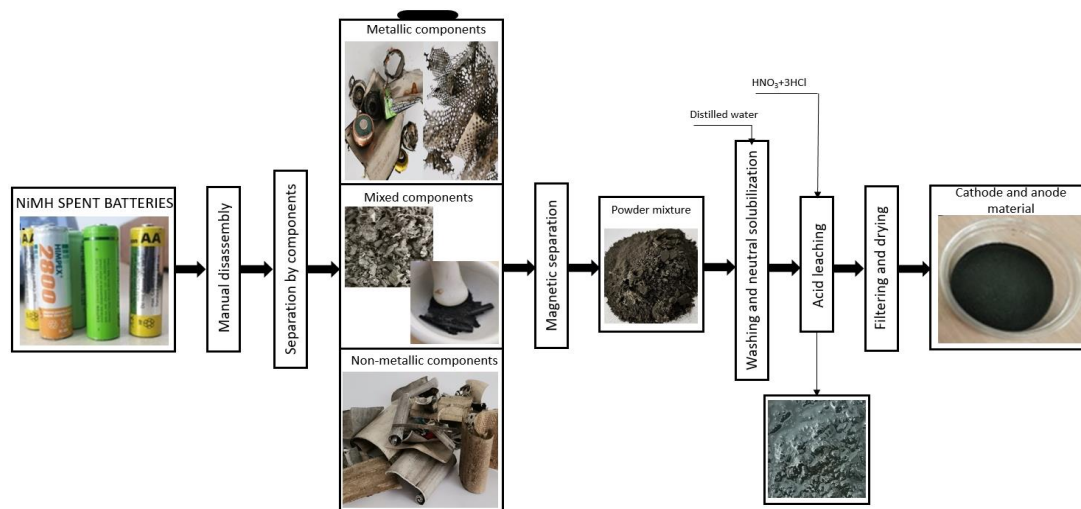 NiMH SPENT BATTERIES
AA
HEMPEX
2800
AA
Manual disassembly
Separation by components
Metallic components
Mixed components
Non-metallic components
Magnetic separation
Powder mixture
Distilled water
Washing and neutral solubilization
HNO₃+3HCl
Acid leaching
Filtering and drying
Cathode and anode
material